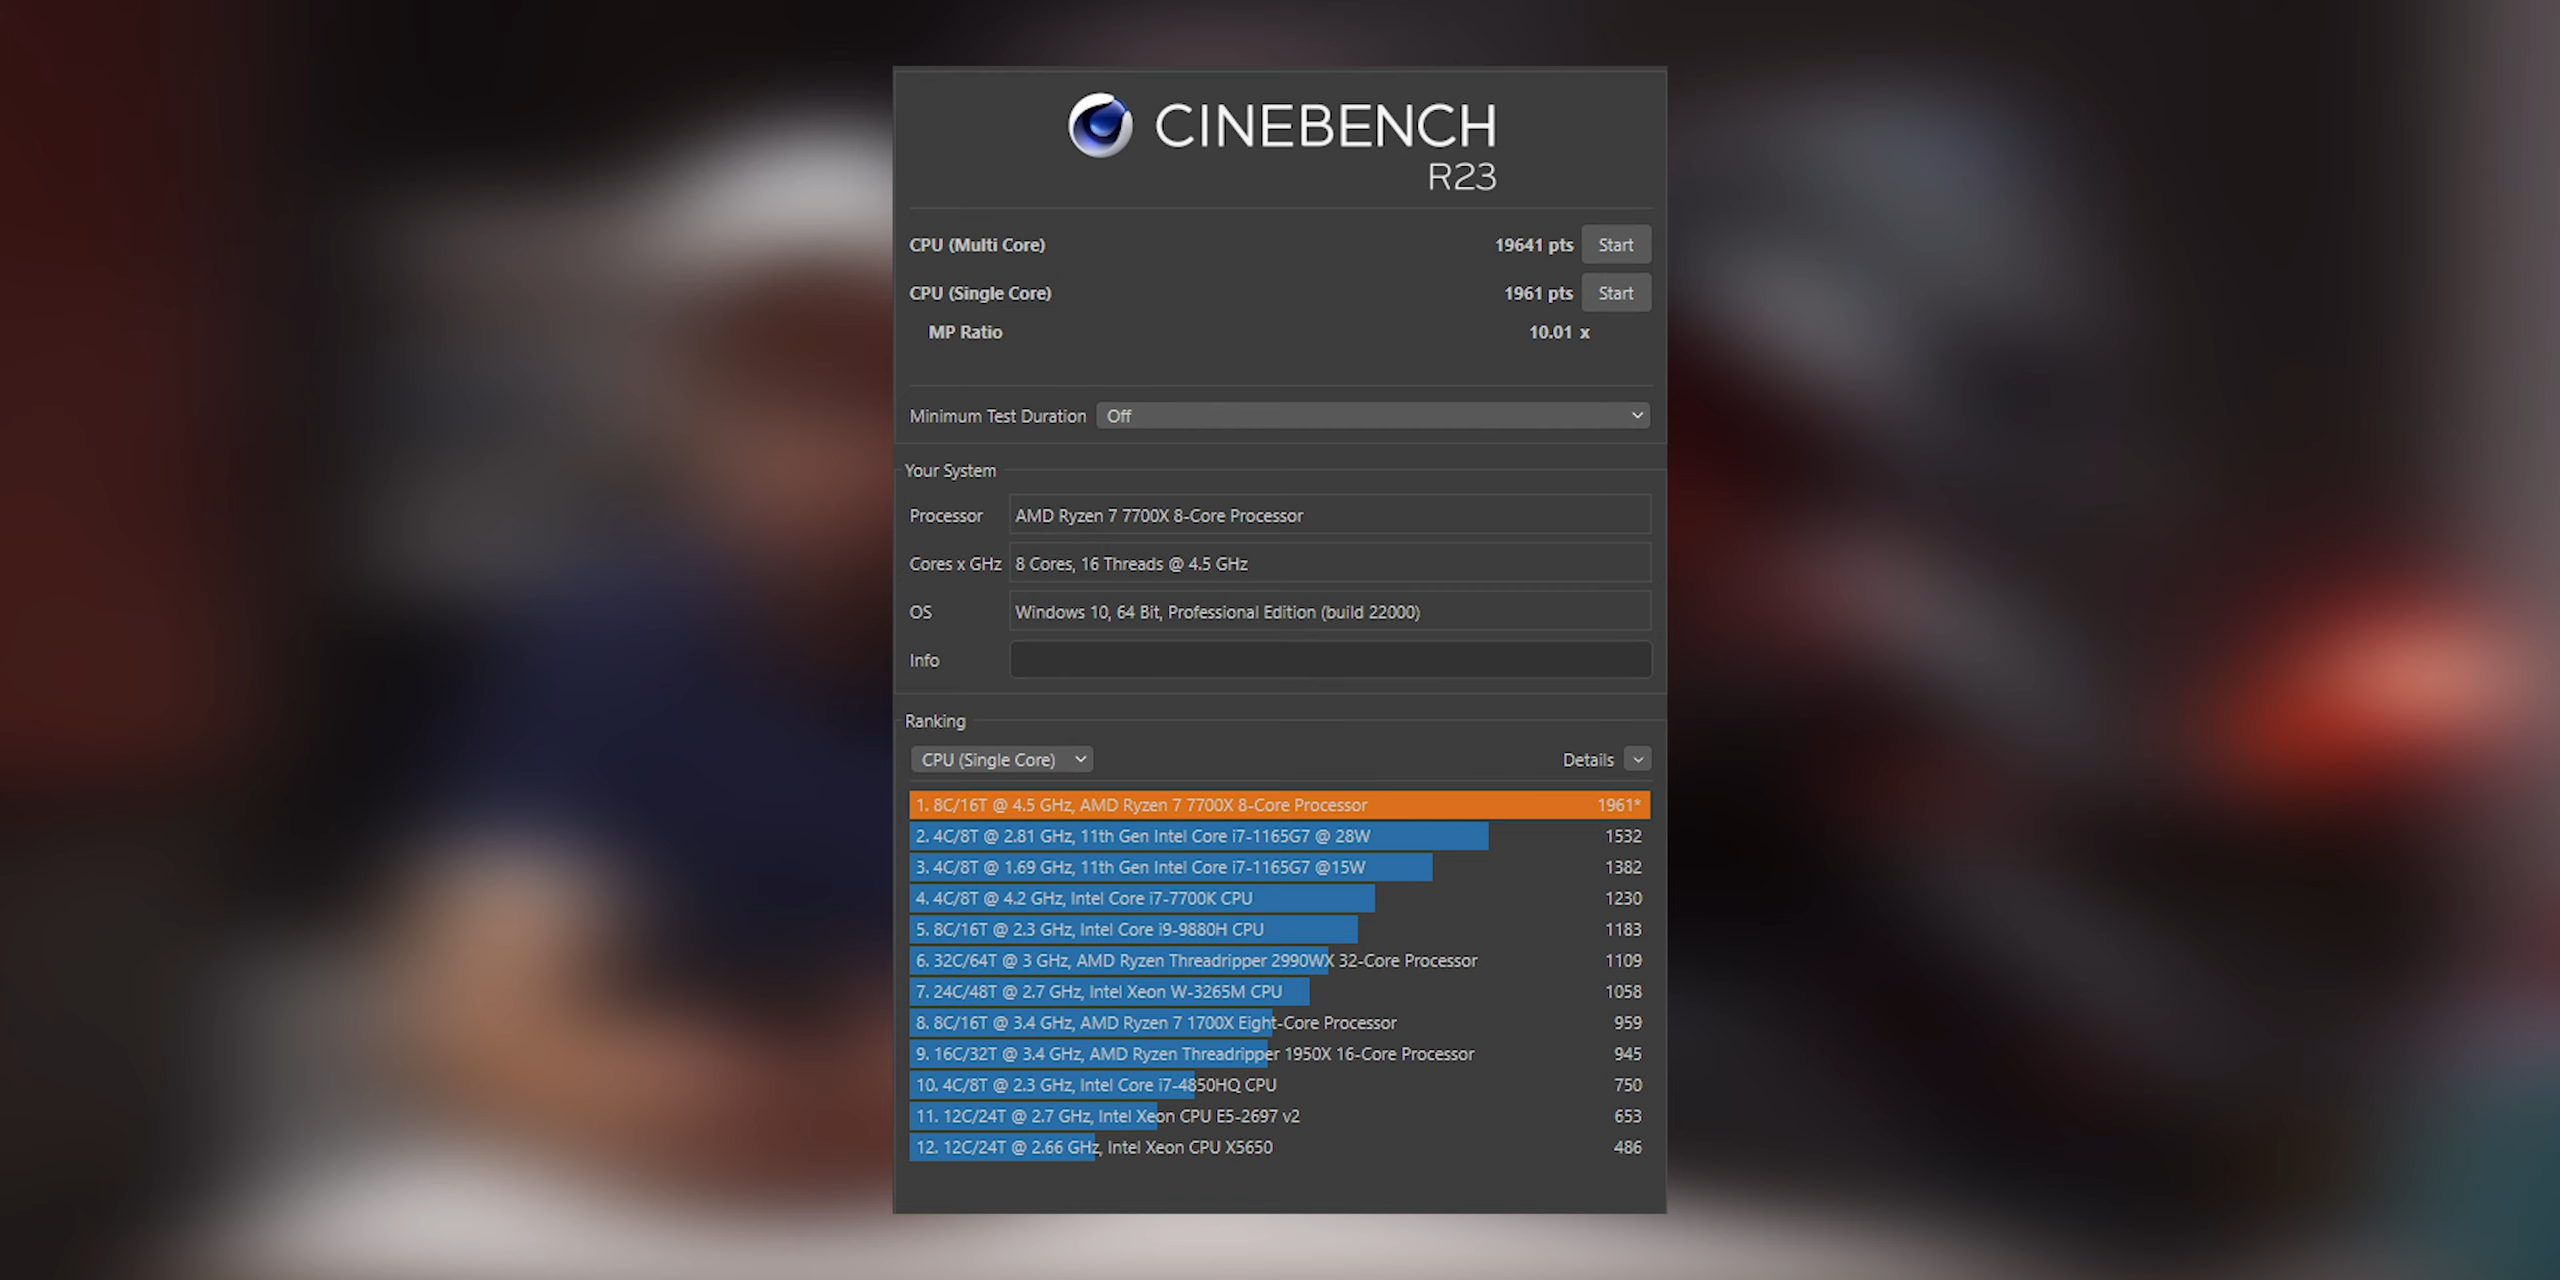 CINEBENCH
R23
CPU (Multi Core) 19641 pts Start
CPU (Single Core) 1961 pts Start
MP Ratio 10.01 x
Minimum Test Duration Off
Your System
Processor AMD Ryzen 7 7700X 8-Core Processor
Cores x GHz 8 Cores, 16 Threads @ 4.5 GHz
OS Windows 10, 64 Bit, Professional Edition (build 22000)
Info
Ranking
CPU (Single Core) Details
1. 8C/16T @ 4.5 GHz, AMD Ryzen 7 7700X 8-Core Processor 1961*
2. 4C/8T @ 2.81 GHz, 11th Gen Intel Core i7-1165G7 @ 28W 1532
3. 4C/8T @ 1.69 GHz, 11th Gen Intel Core i7-1165G7 @15W 1382
4. 4C/8T @ 4.2 GHz, Intel Core i7-7700K CPU 1230
5. 8C/16T @ 2.3 GHz, Intel Core i9-9880H CPU 1183
6. 32C/64T @ 3 GHz, AMD Ryzen Threadripper 2990WX 32-Core Processor 1109
7. 24C/48T @ 2.7 GHz, Intel Xeon W-3265M CPU 1058
8. 8C/16T @ 3.4 GHz, AMD Ryzen 7 1700X Eight-Core Processor 959
9. 16C/32T @ 3.4 GHz, AMD Ryzen Threadripper 1950X 16-Core Processor 945
10. 4C/8T @ 2.3 GHz, Intel Core i7-4850HQ CPU 750
11. 12C/24T @ 2.7 GHz, Intel Xeon CPU E5-2697 v2 653
12. 12C/24T @ 2.66 GHz, Intel Xeon CPU X5650 486